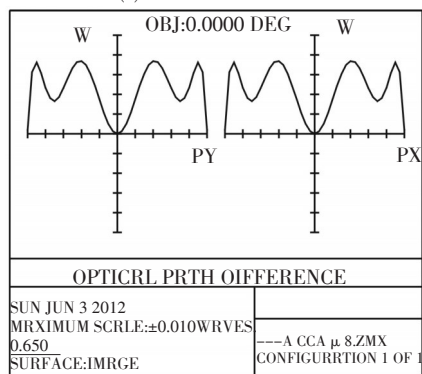 OBJ:0.0000 DEG
W
W
PY
PX
OPTICRL PRTH OIFFERENCE
SUN JUN 3 2012
MRXIMUM SCRLE:±0.010WRVES.
0.650
SURFACE:IMRGE
---A CCA μ 8.ZMX
CONFIGURRTION 1 OF 1